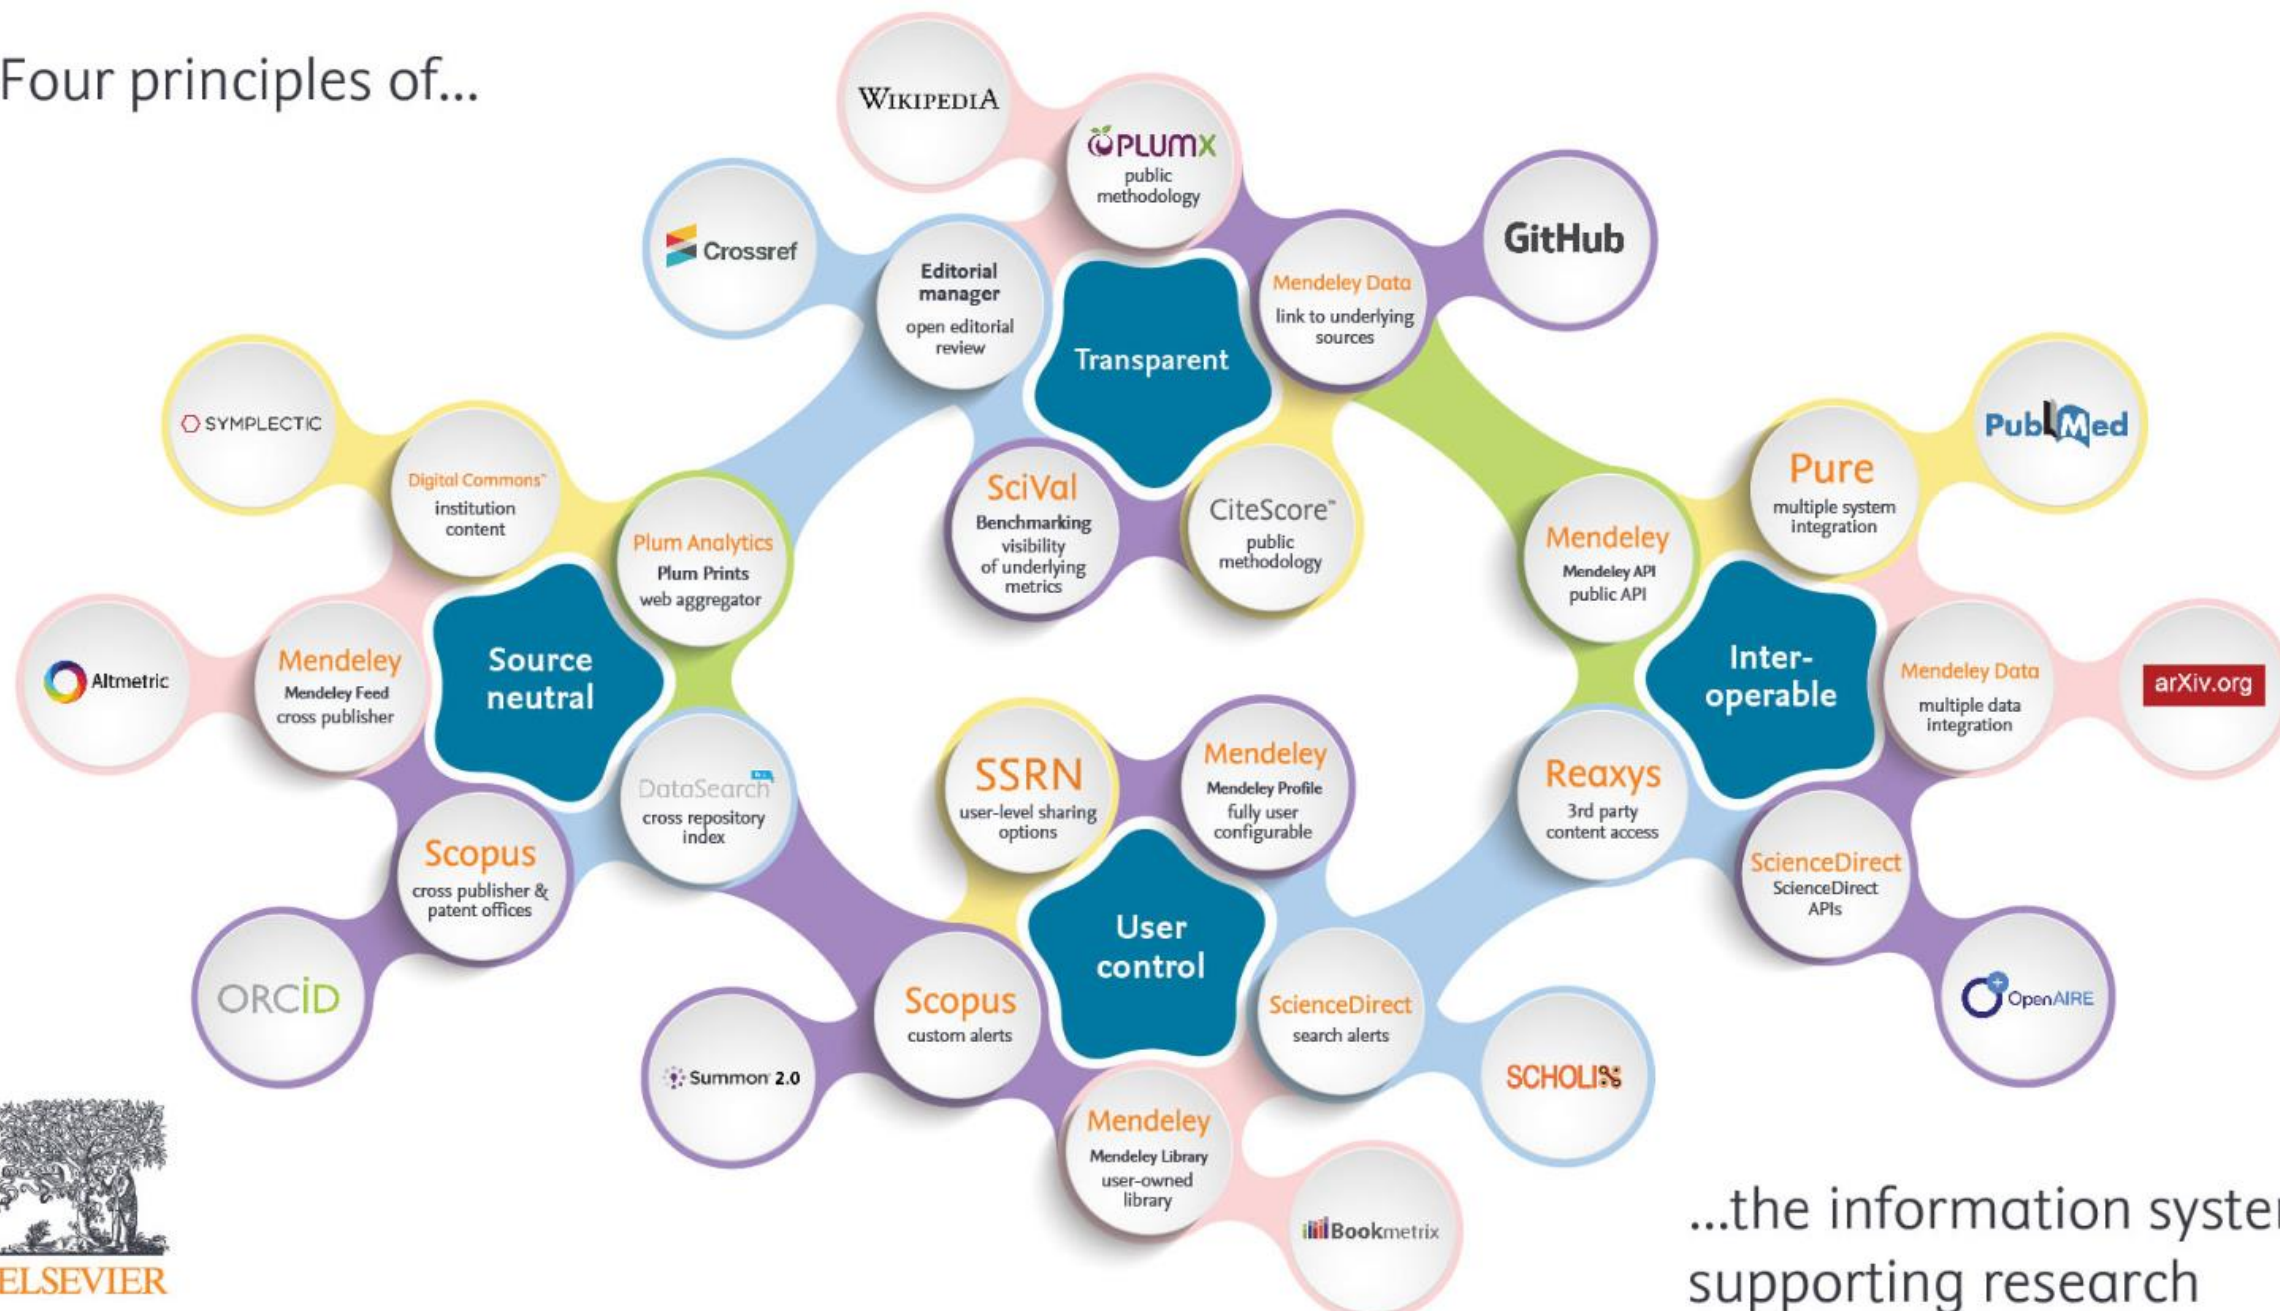 Four principles of...
WIKIPEDIA
PLUMX
public
methodology
Crossref
Editorial
manager
open editorial
review
Transparent
Mendeley Data
link to underlying
sources
GitHub
SciVal
Benchmarking
visibility
of underlying
metrics
CiteScore™
public
methodology
SYMPLECTIC
Digital Commons™
institution
content
Plum Analytics
Plum Prints
web aggregator
Altmetric
Mendeley
Mendeley Feed
cross publisher
Source
neutral
DataSearch
cross repository
index
Scopus
cross publisher &
patent offices
ORCiD
PubMed
Pure
multiple system
integration
Mendeley
Mendeley API
public API
Inter-
operable
Mendeley Data
multiple data
integration
arXiv.org
Reaxys
3rd party
content access
ScienceDirect
ScienceDirect
APIs
OpenAIRE
SSRN
user-level sharing
options
Mendeley
Mendeley Profile
fully user
configurable
User
control
Scopus
custom alerts
ScienceDirect
search alerts
Summon 2.0
SCHOLIX
Mendeley
Mendeley Library
user-owned
library
Bookmetrix
ELSEVIER
...the information system
supporting research